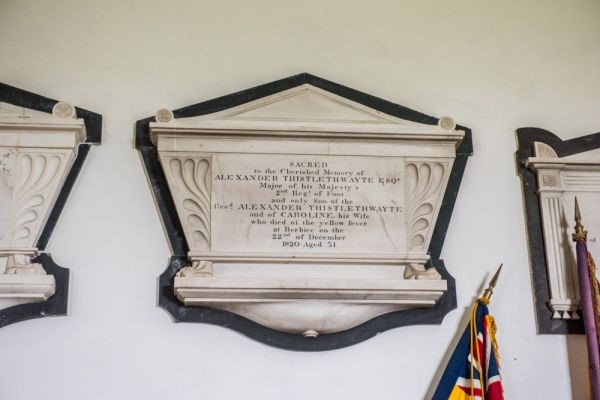 SACRED
to the Cherished Memory of
ALEXANDER THISTLETHWAYTE ESQr
Major of his Majesty's
2nd Regt of Foot
and only Son of the
Revd ALEXANDER THISTLETHWAYTE
and of CAROLINE his Wife
who died of the yellow fever
at Berbice on the
22nd of December
1820 Aged 34